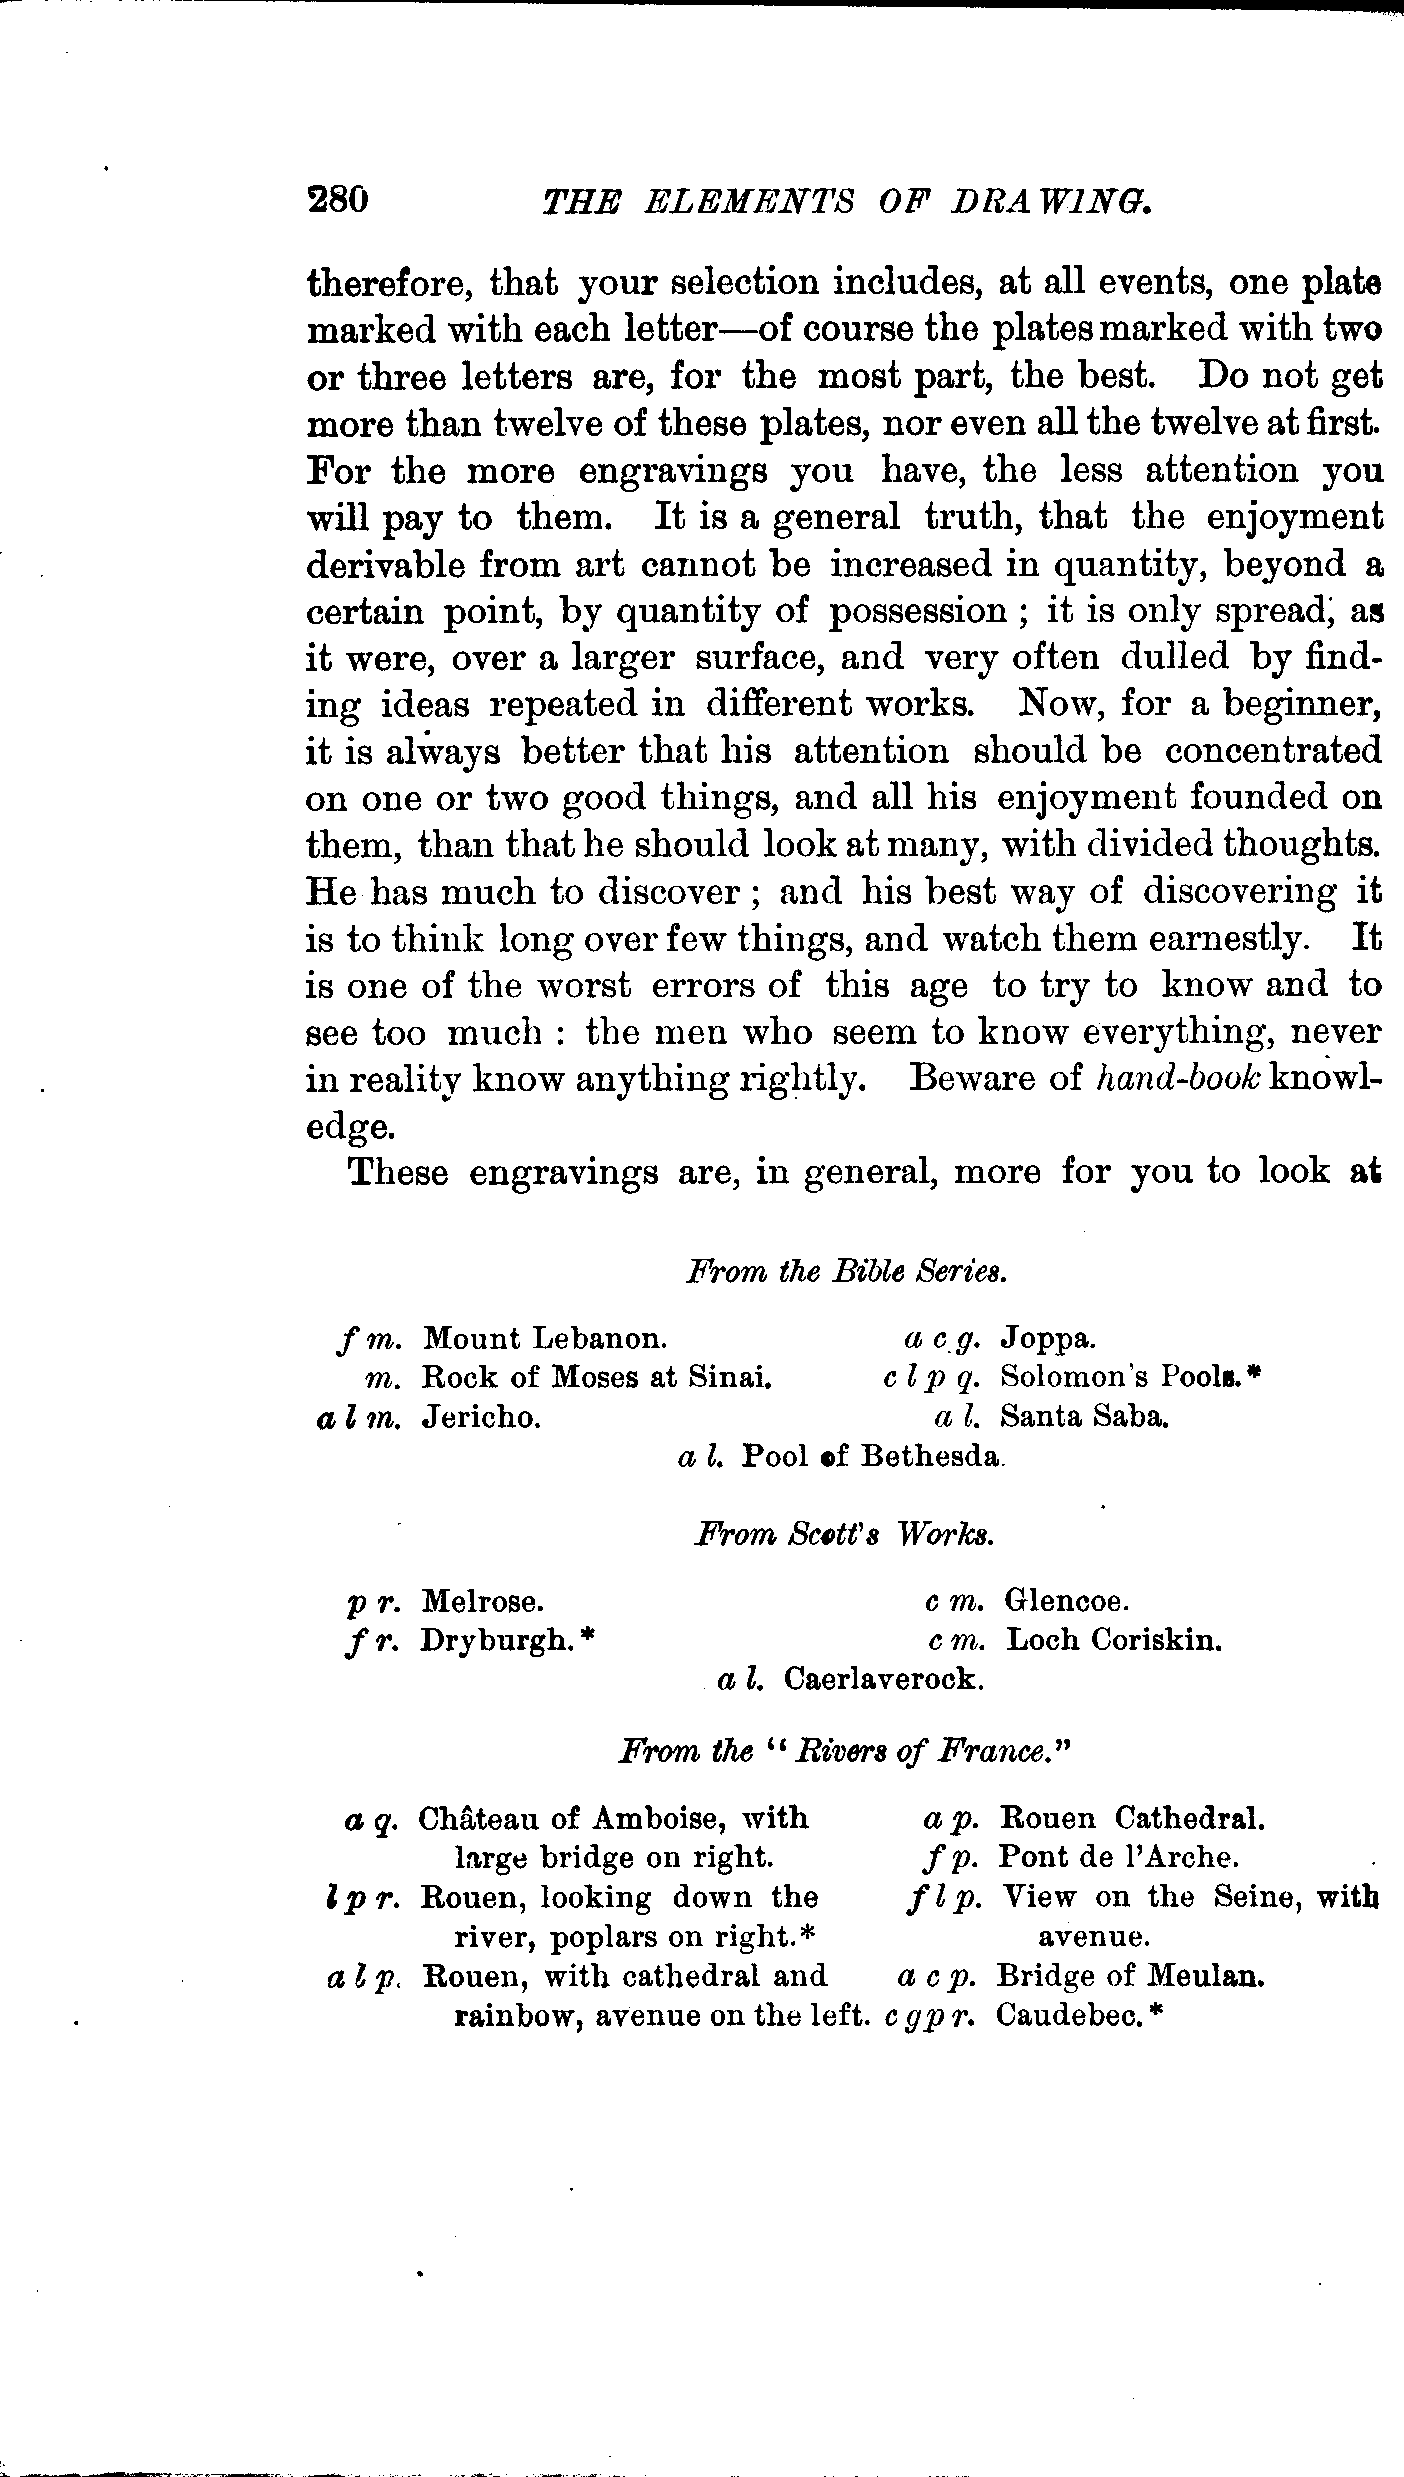 280 THE ELEMENTS OF DRAWING.
therefore, that your selection includes, at all events, one plate
marked with each letter—of course the plates marked with two
or three letters are, for the most part, the best. Do not get
more than twelve of these plates, nor even all the twelve at first.
For the more engravings you have, the less attention you
will pay to them. It is a general truth, that the enjoyment
derivable from art cannot be increased in quantity, beyond a
certain point, by quantity of possession ; it is only spread, as
it were, over a larger surface, and very often dulled by find-
ing ideas repeated in different works. Now, for a beginner,
it is always better that his attention should be concentrated
on one or two good things, and all his enjoyment founded on
them, than that he should look at many, with divided thoughts.
He has much to discover ; and his best way of discovering it
is to think long over few things, and watch them earnestly. It
is one of the worst errors of this age to try to know and to
see too much : the men who seem to know everything, never
in reality know anything rightly. Beware of hand-book knowl-
edge.
These engravings are, in general, more for you to look at
From the Bible Series.
f m. Mount Lebanon. a c g. Joppa.
m. Rock of Moses at Sinai. c l p q. Solomon's Pools.*
a l m. Jericho. a l. Santa Saba.
a l. Pool of Bethesda.
From Scott's Works.
p r. Melrose. c m. Glencoe.
f r. Dryburgh.* c m. Loch Coriskin.
a l. Caerlaverock.
From the “ Rivers of France.”
a q. Château of Amboise, with a p. Rouen Cathedral.
large bridge on right. f p. Pont de l'Arche.
l p r. Rouen, looking down the f l p. View on the Seine, with
river, poplars on right.* avenue.
a l p. Rouen, with cathedral and a c p. Bridge of Meulan.
rainbow, avenue on the left. c g p r. Caudebec.*